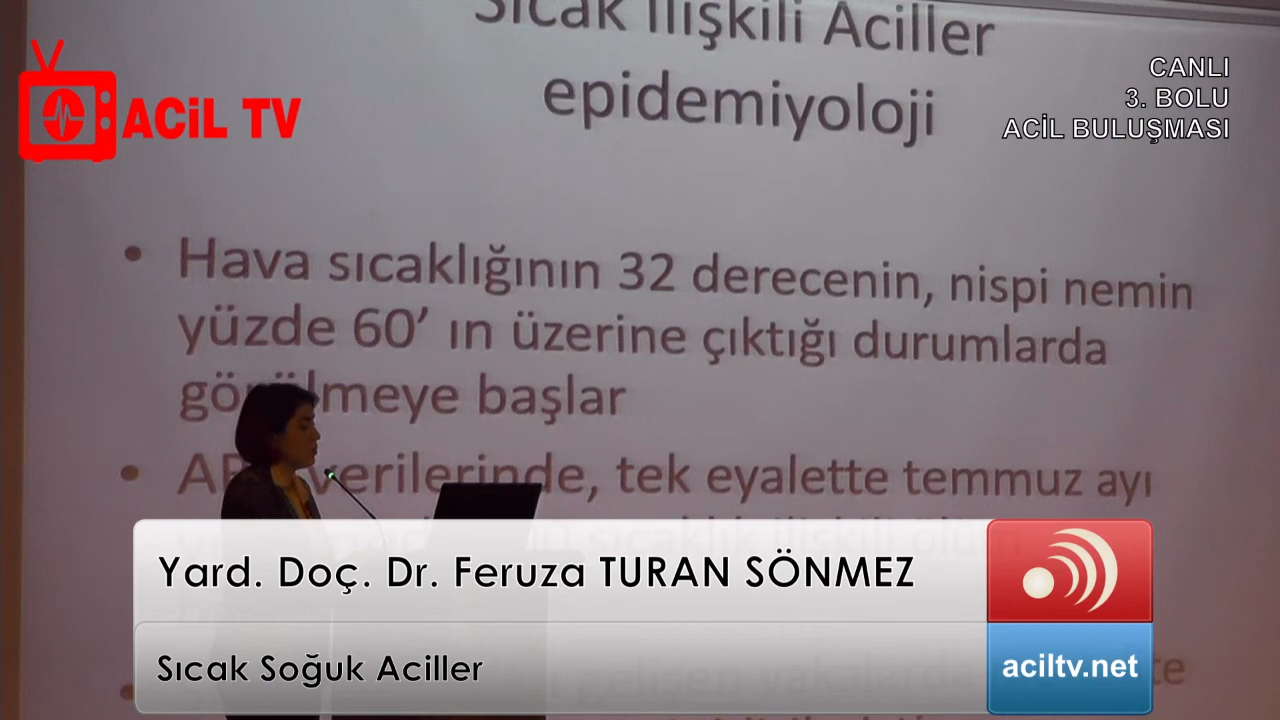 Sıcak İlişkili Aciller
epidemiyoloji
ACİL TV
CANLI
3. BOLU
ACİL BULUŞMASI
• Hava sıcaklığının 32 derecenin, nispi nemin
yüzde 60’ ın üzerine çıktığı durumlarda
görülmeye başlar
• verilerinde, tek eyalette temmuz ayı
Yard. Doç. Dr. Feruza TURAN SÖNMEZ
Sıcak Soğuk Aciller
aciltv.net